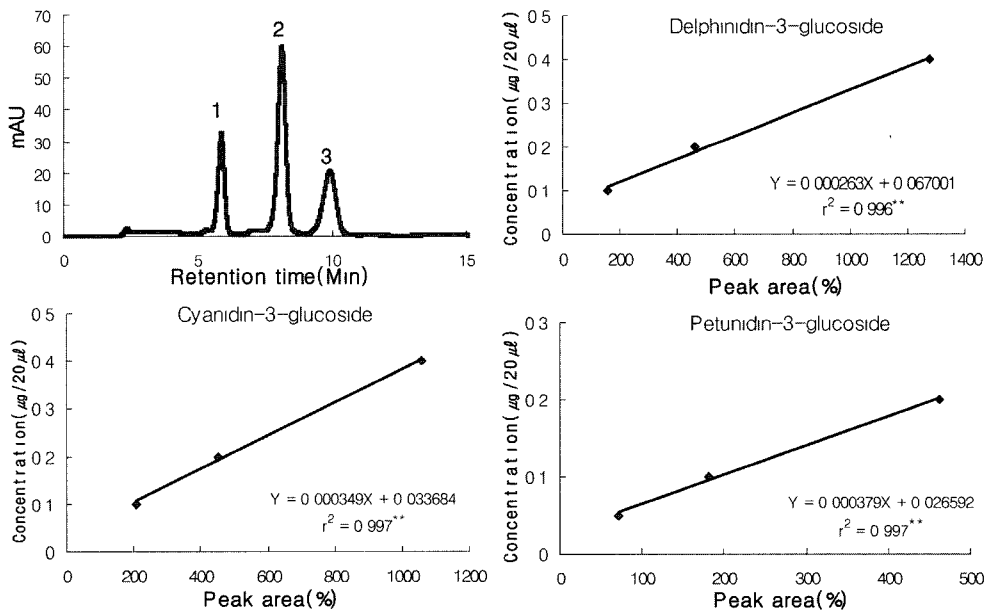 mAU
70
60
50
40
30
20
10
0
1
2
3
0
5
10
15
Retention time(Min)
Delphinidin-3-glucoside
Concentration(μg/20μl)
0 5
0 4
0 3
0 2
0 1
0
Y = 0 000263X + 0 067001
r² = 0 996**
0 200 400 600 800 1000 1200 1400
Peak area(%)
Cyanidin-3-glucoside
Concentration(μg/20μl)
0 5
0 4
0 3
0 2
0 1
0
Y = 0 000349X + 0 033684
r² = 0 997**
0 200 400 600 800 1000 1200
Peak area(%)
Petunidin-3-glucoside
Concentration(μg/20μl)
0 3
0 2
0 1
0
Y = 0 000379X + 0 026592
r² = 0 997**
0 100 200 300 400 500
Peak area(%)